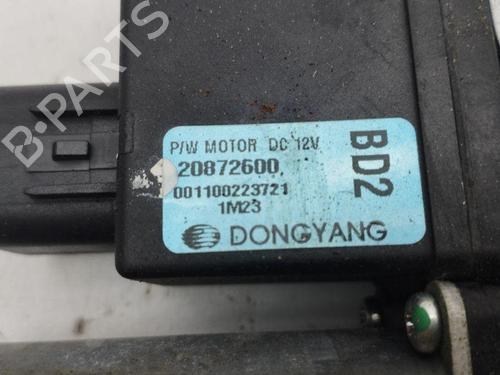 P/W MOTOR DC 12V
20872600
001100223721
1M23
DONGYANG
BD2
B-PARTS